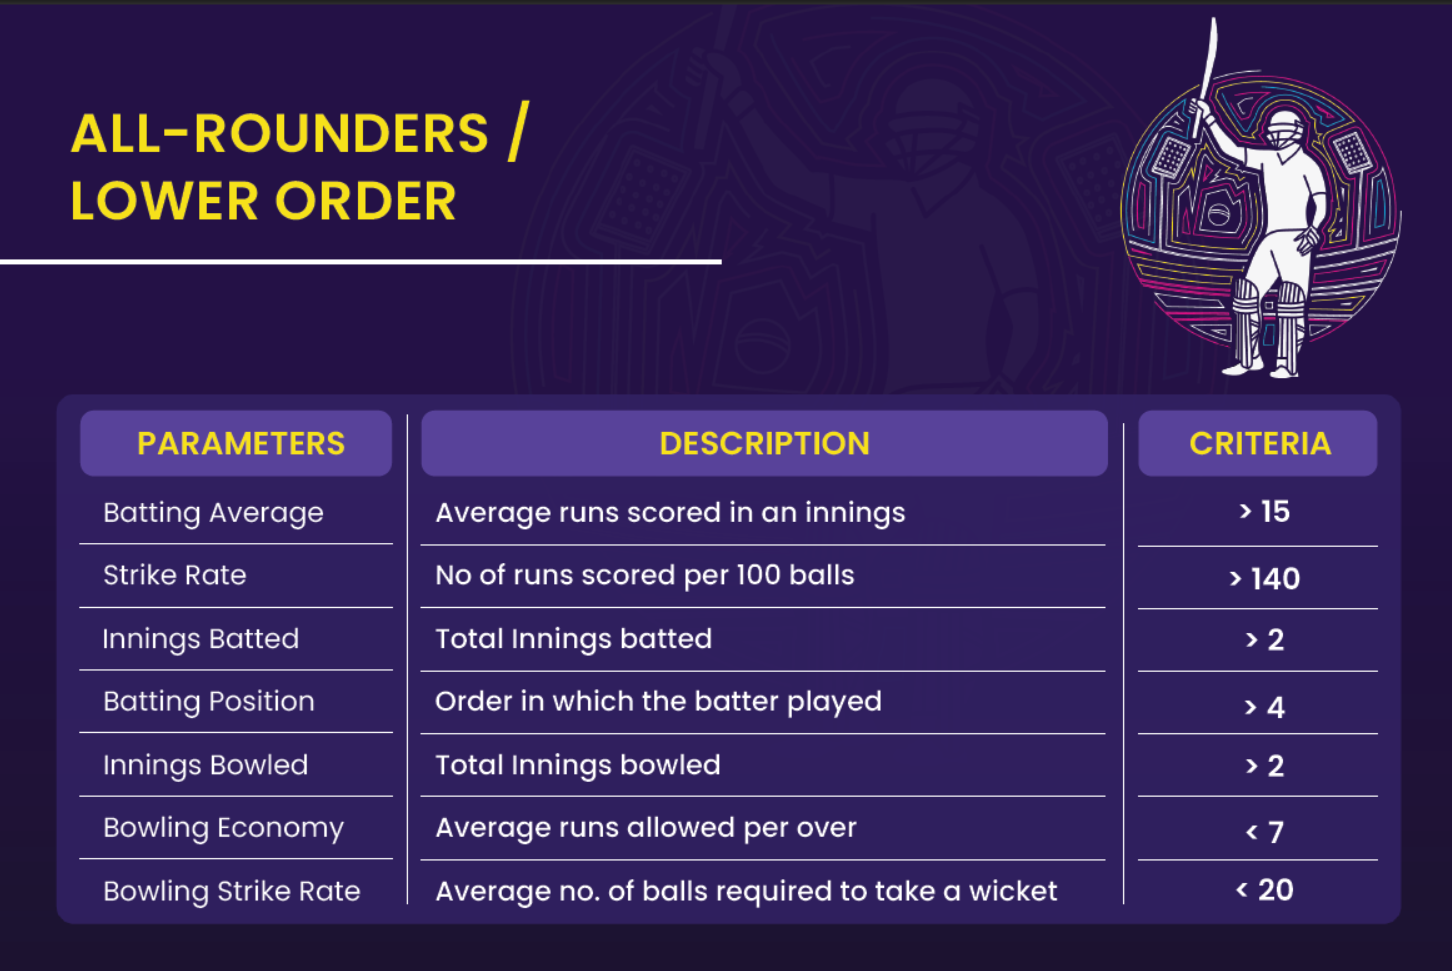 ALL-ROUNDERS /
LOWER ORDER
PARAMETERS DESCRIPTION CRITERIA
Batting Average Average runs scored in an innings > 15
Strike Rate No of runs scored per 100 balls > 140
Innings Batted Total Innings batted > 2
Batting Position Order in which the batter played > 4
Innings Bowled Total Innings bowled > 2
Bowling Economy Average runs allowed per over < 7
Bowling Strike Rate Average no. of balls required to take a wicket < 20